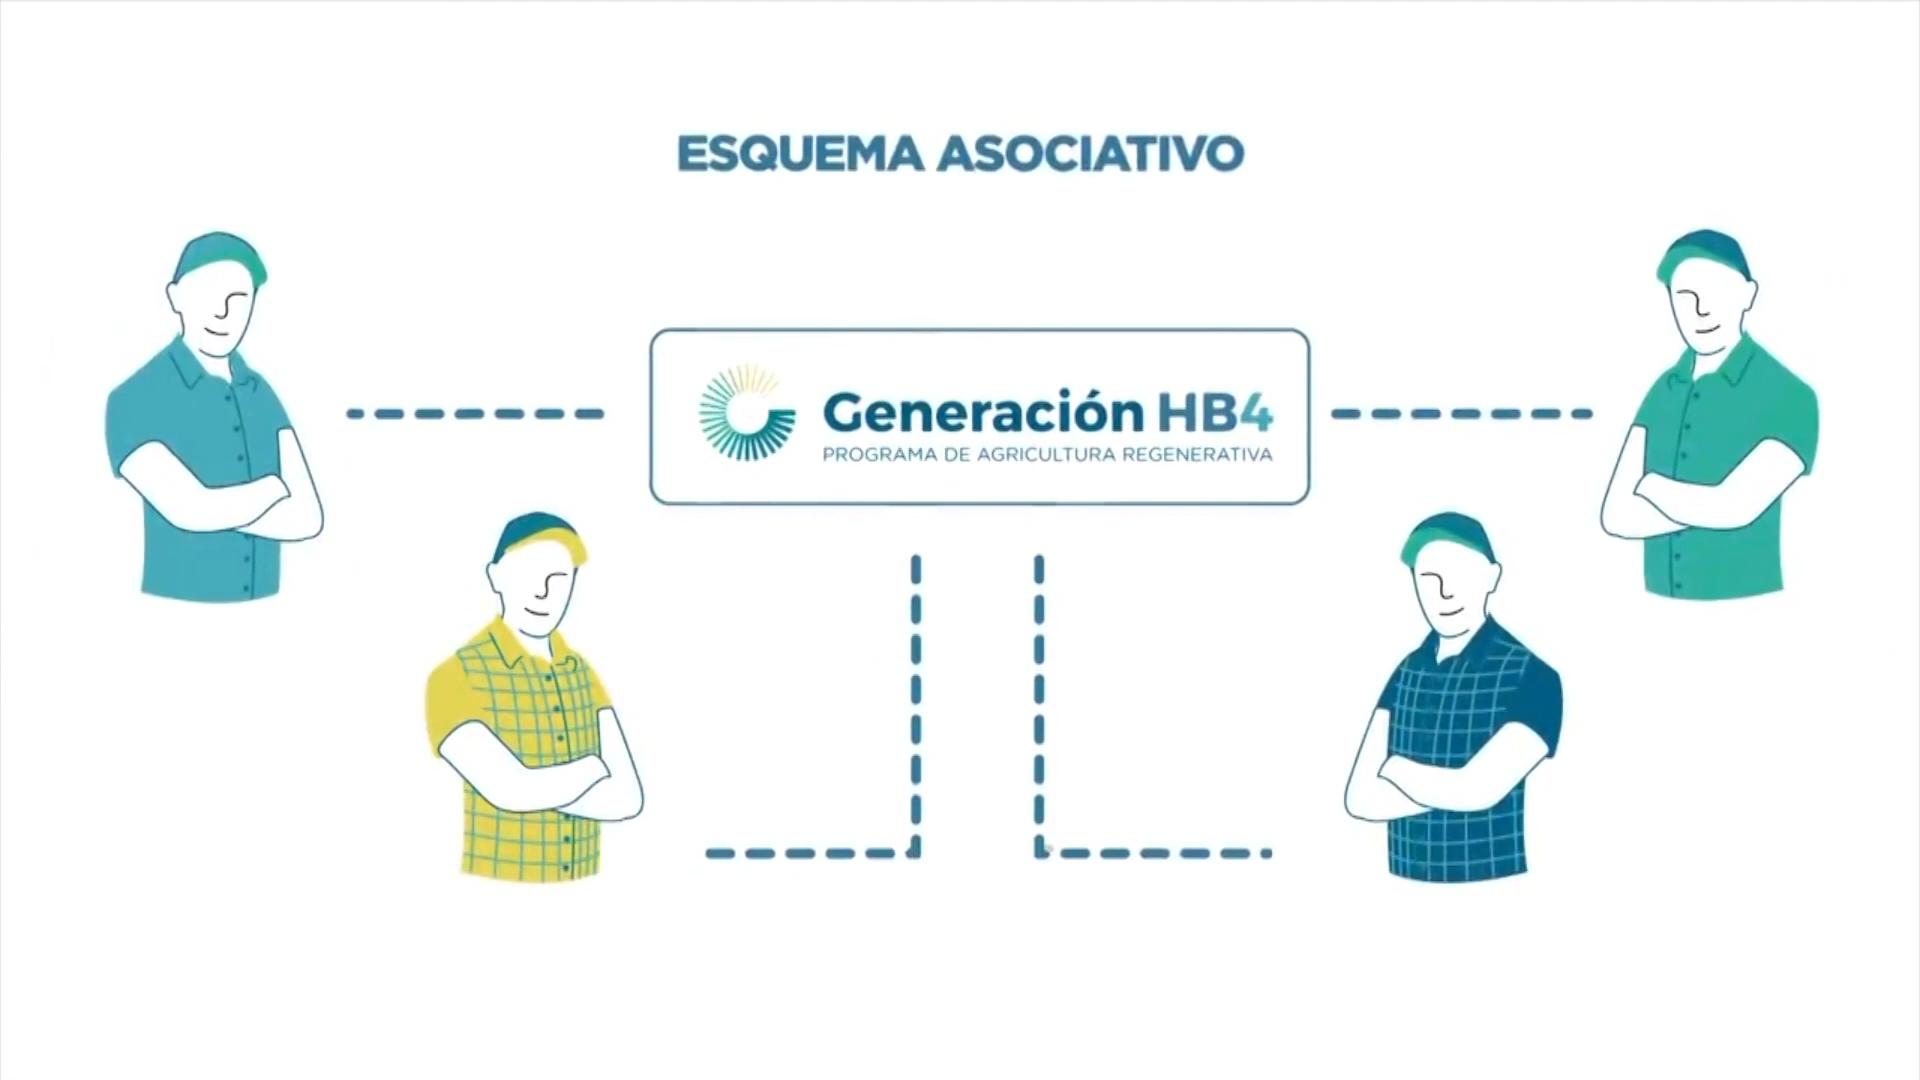 ESQUEMA ASOCIATIVO
Generación HB4
PROGRAMA DE AGRICULTURA REGENERATIVA